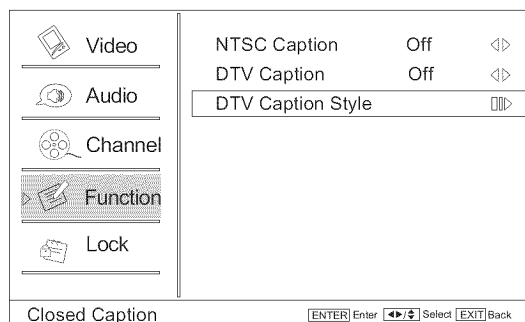 Video
Audio
Channel
Function
Lock
NTSC Caption Off
DTV Caption Off
DTV Caption Style
Closed Caption
ENTER Enter ◀▶/♦ Select EXIT Back